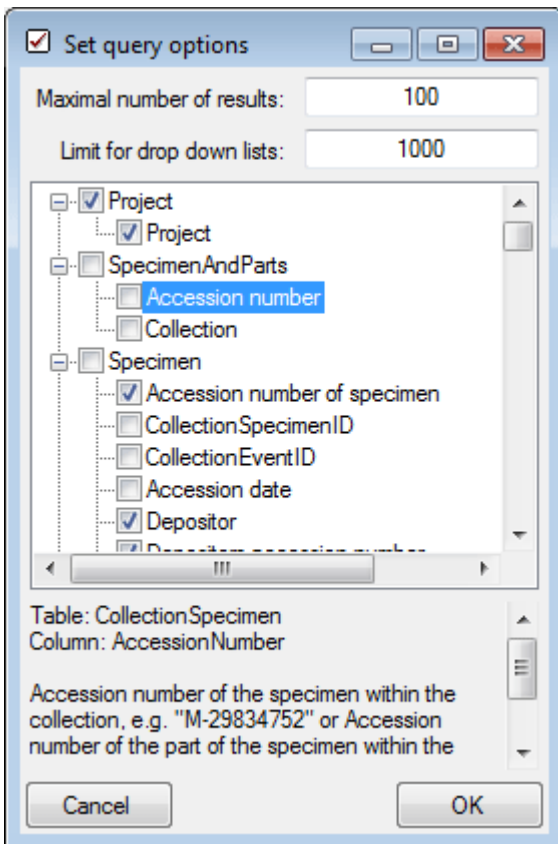 Set query options
Maximal number of results: 100
Limit for drop down lists: 1000
Project
Project
SpecimenAndParts
Accession number
Collection
Specimen
Accession number of specimen
CollectionSpecimenID
CollectionEventID
Accession date
Depositor
Table: CollectionSpecimen
Column: AccessionNumber
Accession number of the specimen within the
collection, e.g. "M-29834752" or Accession
number of the part of the specimen within the
Cancel OK